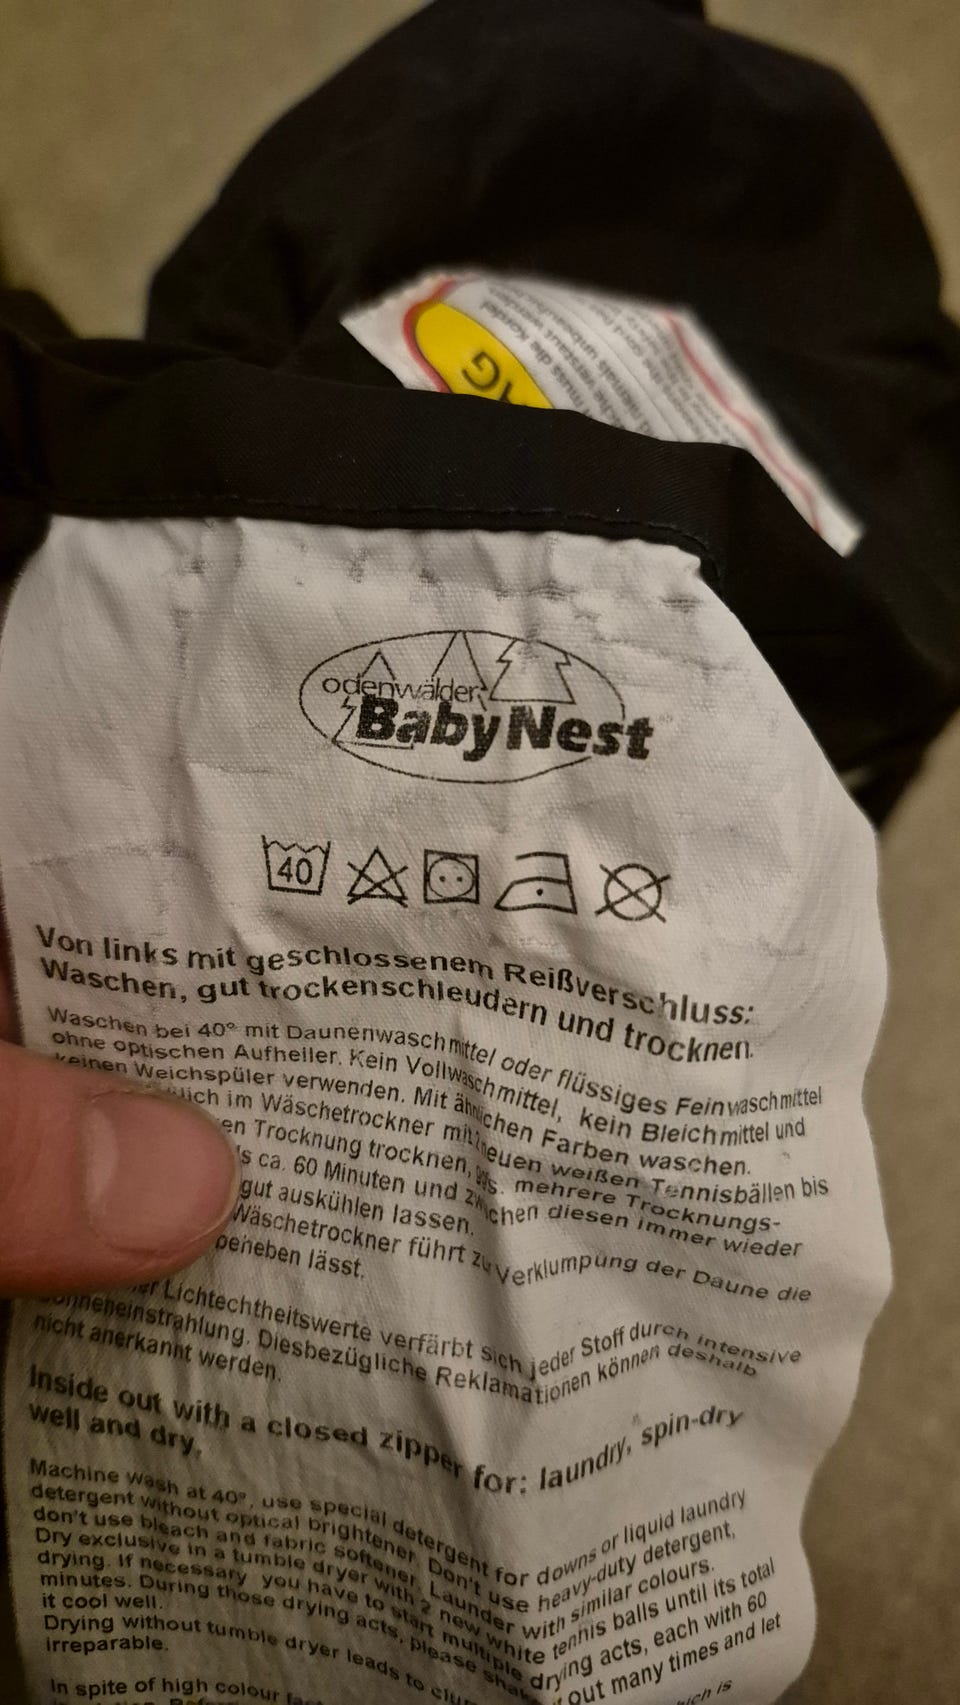 NG
odenwälder
BabyNest
40
Von links mit geschlossenem Reißverschluss:
Waschen, gut trockenschleudern und trocknen.
Waschen bei 40° mit Daunenwaschmittel oder flüssiges Feinwaschmittel
ohne optischen Aufheller. Kein Vollwaschmittel, kein Bleichmittel und
keinen Weichspüler verwenden. Mit ähnlichen Farben waschen.
im Wäschetrockner mit neuen weißen Tennisbällen bis
Trocknung trocknen, mehrere Trocknungs-
ca. 60 Minuten und zwischen diesen immer wieder
gut auskühlen lassen.
Wäschetrockner führt zu Verklumpung der Daune die
beheben lässt.
Lichtechtheitswerte verfärbt sich jeder Stoff durch intensive
Sonneneinstrahlung. Diesbezügliche Reklamationen können deshalb
nicht anerkannt werden.
Inside out with a closed zipper for: laundry, spin-dry
well and dry,
Machine wash at 40°, use special detergent for downs or liquid laundry
detergent without optical brightener. Don't use heavy-duty detergent,
don't use bleach and fabric softener. Launder with similar colours.
Dry exclusive in a tumble dryer with 2 new white tennis balls until its total
drying. If necessary you have to start multiple drying acts, each with 60
minutes. During those drying acts, please shake out many times and let
it cool well.
Drying without tumble dryer leads to which is
irreparable.
In spite of high colour